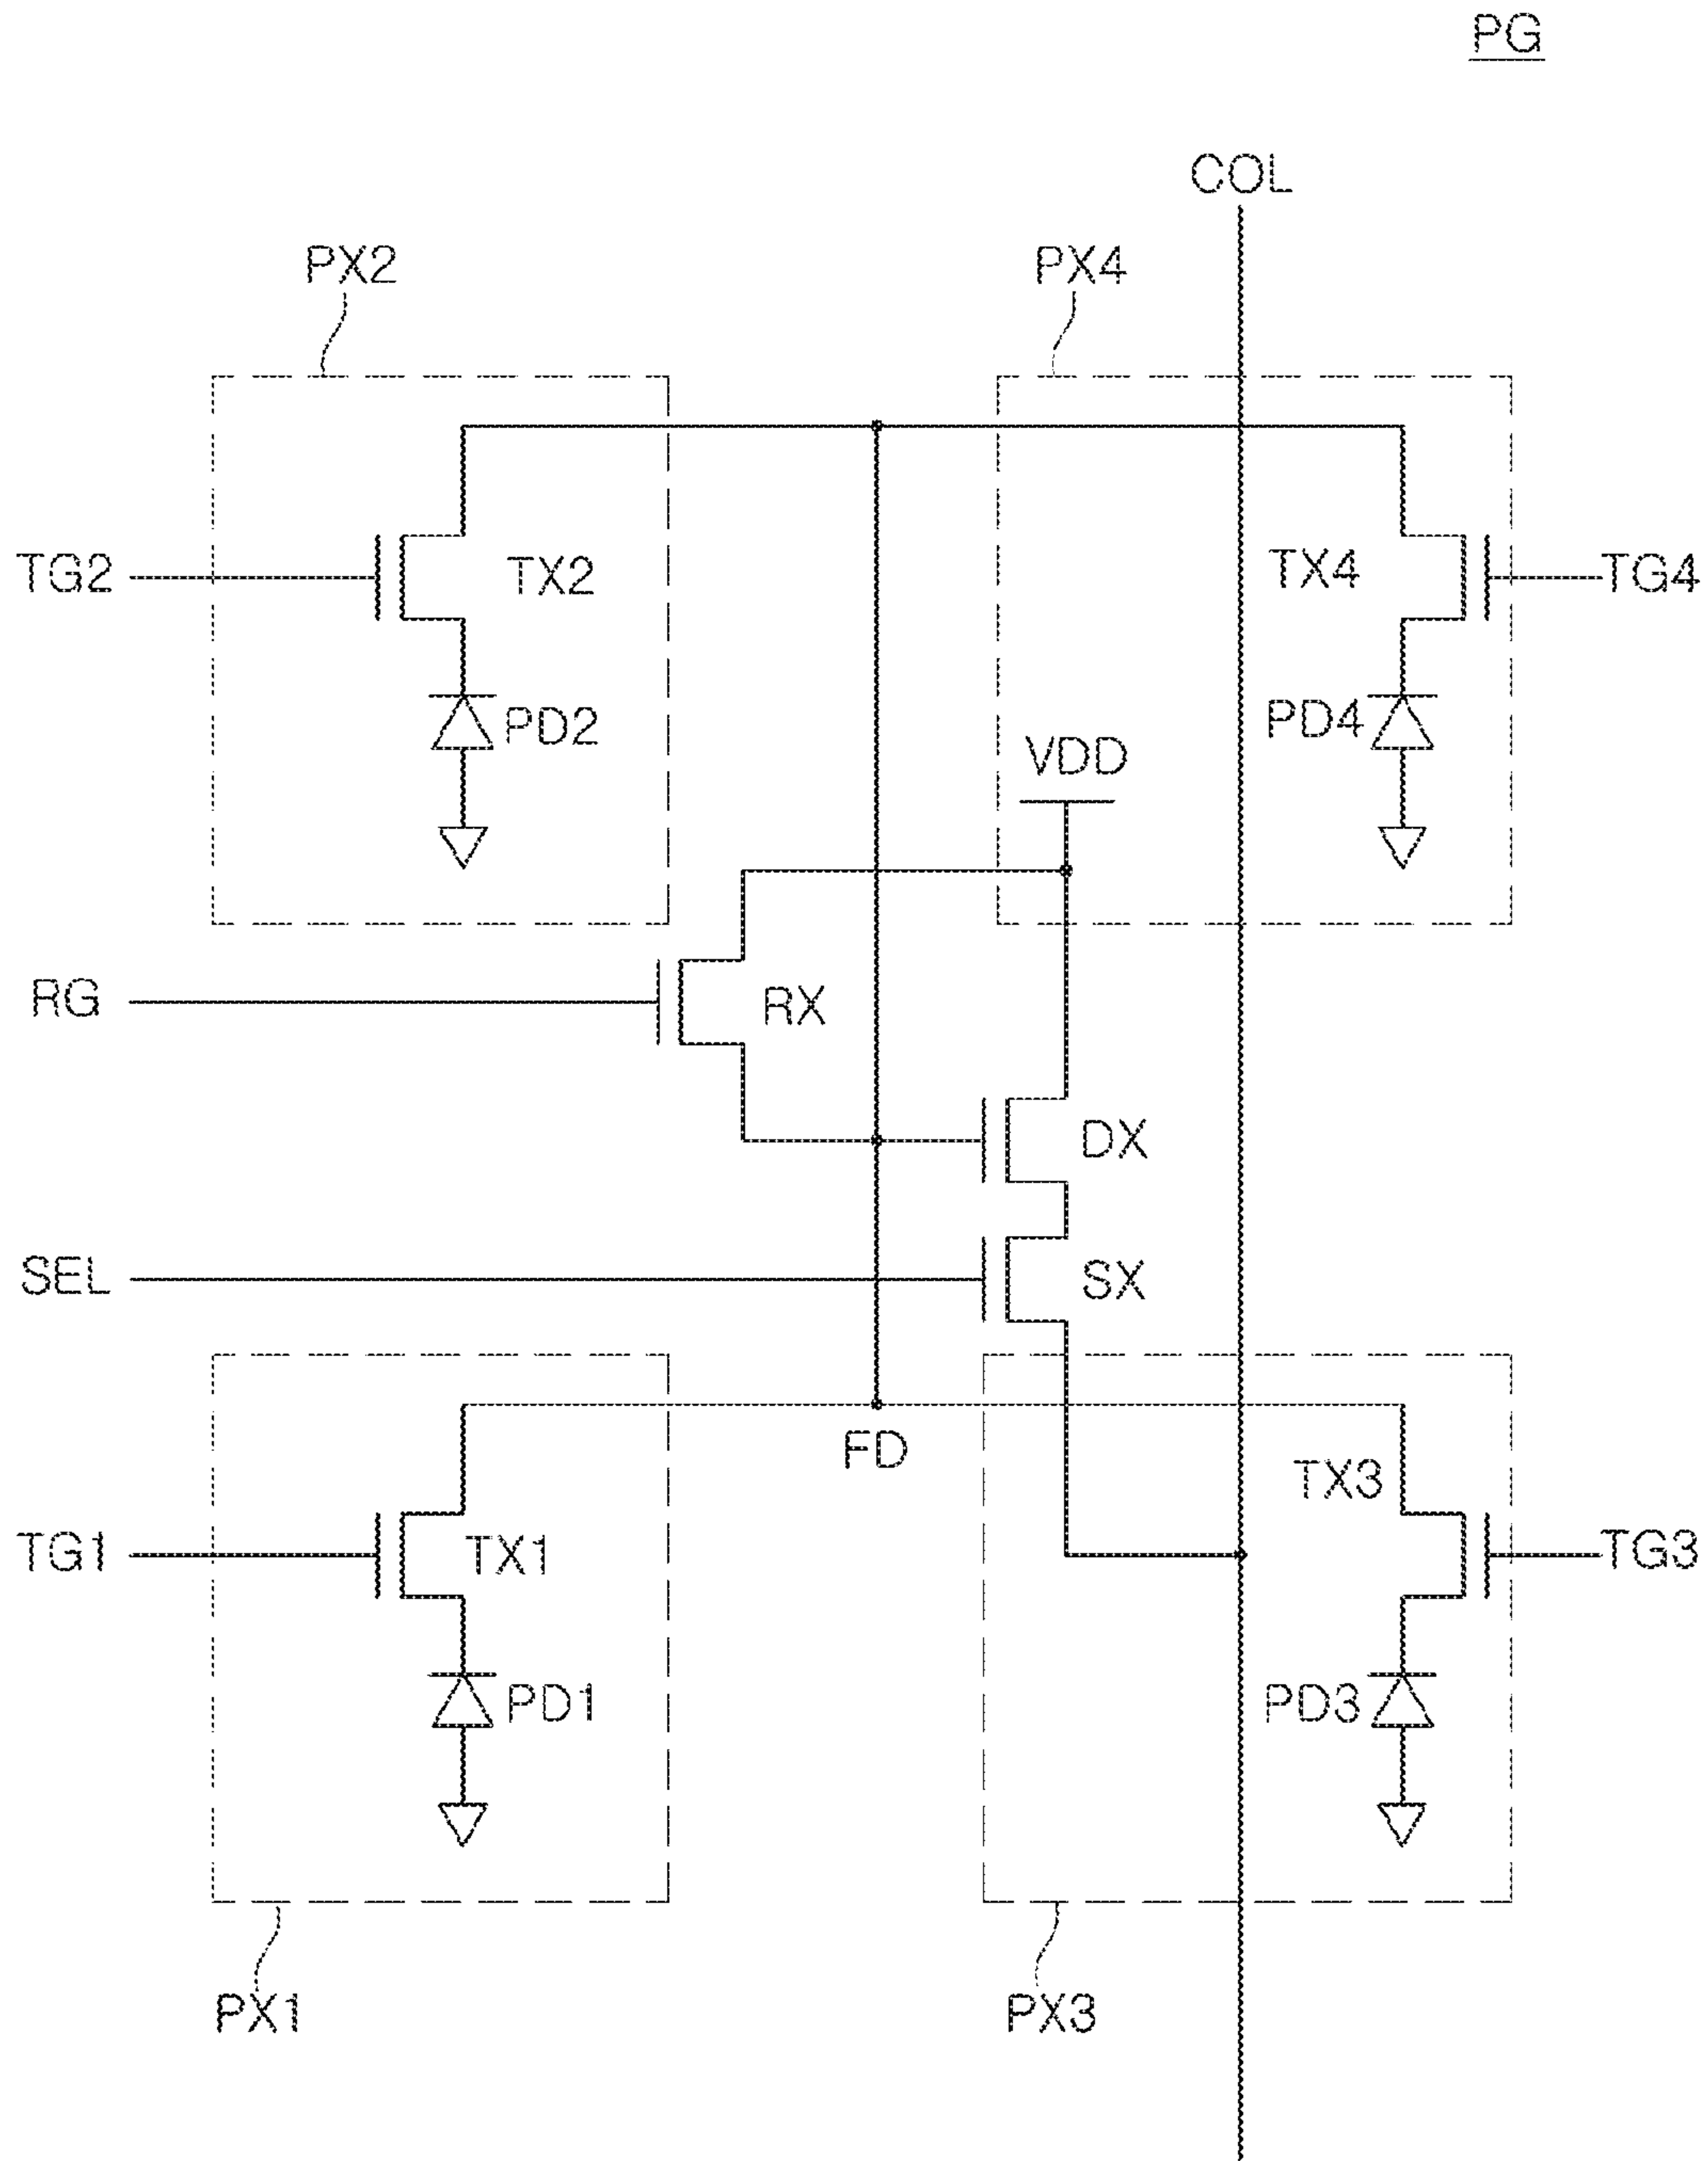 PG
COL
PX2
PX4
TG2
TX2
TX4
TG4
PD2
PD4
VDD
RG
RX
DX
SEL
SX
FD
TX3
TG1
TX1
TG3
PD1
PD3
PX1
PX3